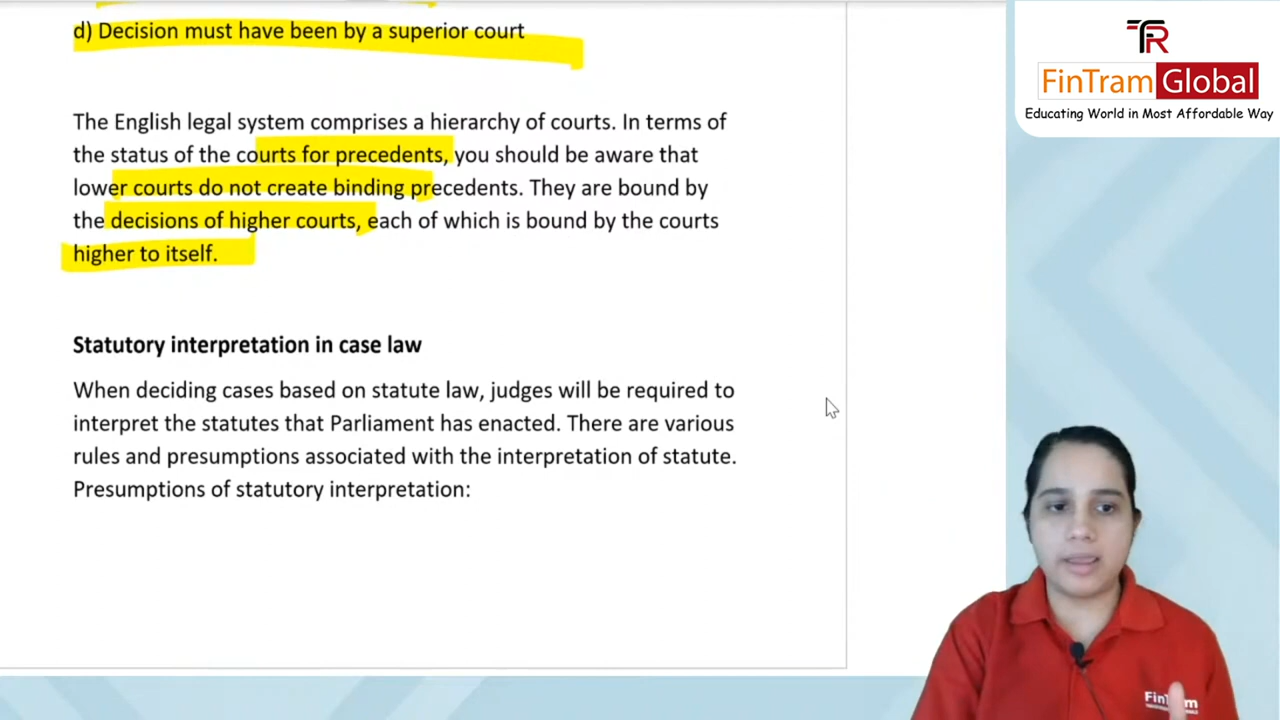 d) Decision must have been by a superior court
The English legal system comprises a hierarchy of courts. In terms of
the status of the courts for precedents, you should be aware that
lower courts do not create binding precedents. They are bound by
the decisions of higher courts, each of which is bound by the courts
higher to itself.
Statutory interpretation in case law
When deciding cases based on statute law, judges will be required to
interpret the statutes that Parliament has enacted. There are various
rules and presumptions associated with the interpretation of statute.
Presumptions of statutory interpretation:
FinTram Global
Educating World in Most Affordable Way